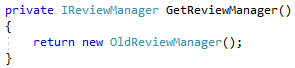 private IReviewManager GetReviewManager()
{
    return new OldReviewManager();
}